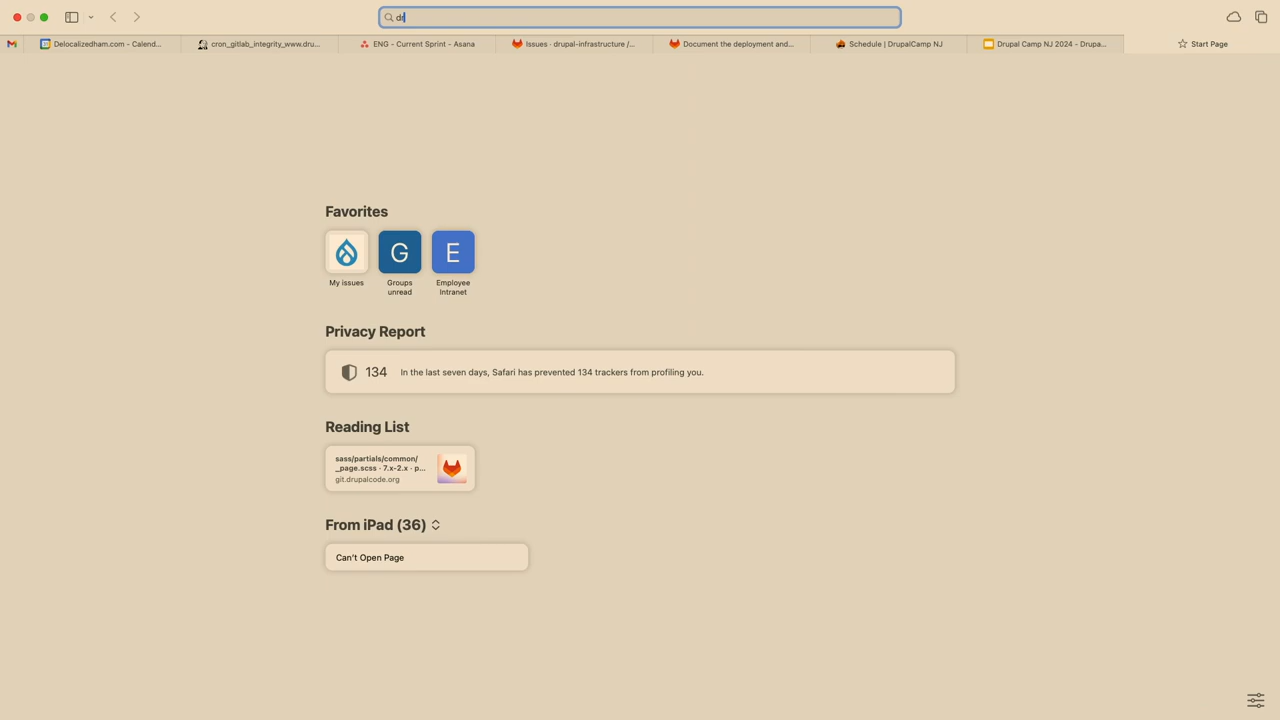 dr
Delocalizedham.com - Calend...
cron_gitlab_integrity_www.dru...
ENG - Current Sprint - Asana
Issues · drupal-infrastructure /...
Document the deployment and...
Schedule | DrupalCamp NJ
Drupal Camp NJ 2024 - Drupa...
Start Page
Favorites
G
E
My issues
Groups
unread
Employee
Intranet
Privacy Report
134
In the last seven days, Safari has prevented 134 trackers from profiling you.
Reading List
sass/partials/common/
_page.scss · 7.x-2.x · p...
git.drupalcode.org
From iPad (36)
Can't Open Page